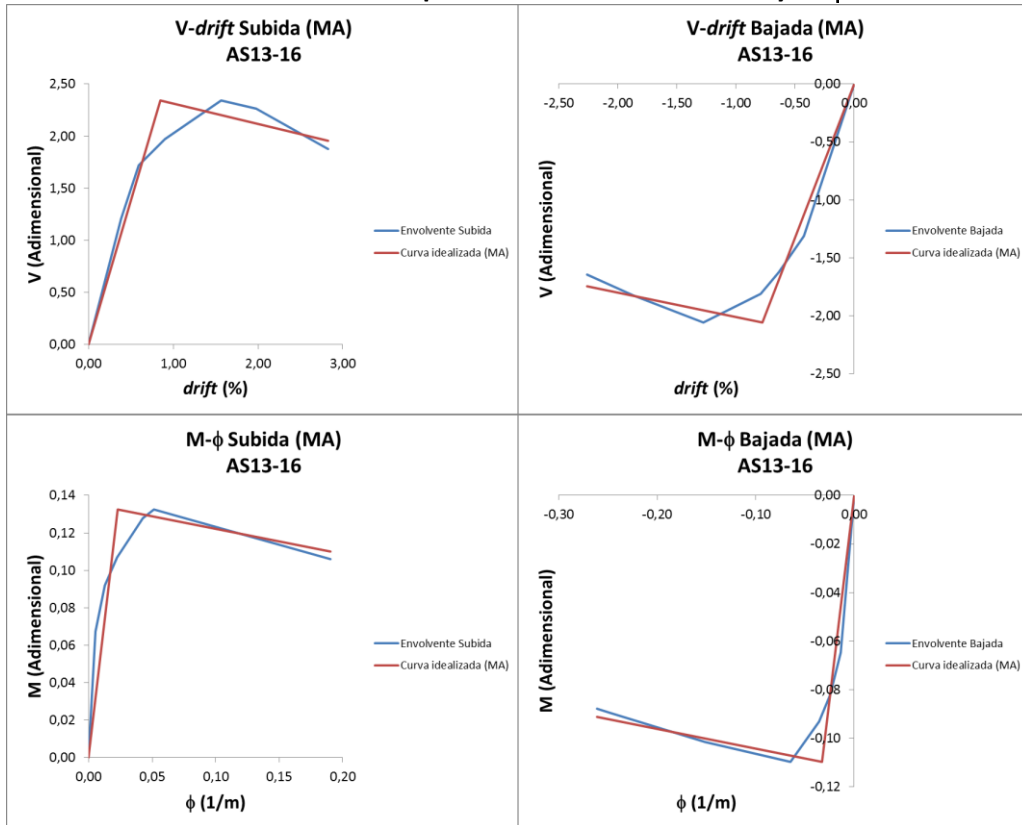 V-drift Subida (MA)
AS13-16
2,50
2,00
1,50
1,00
0,50
0,00
0,00
1,00
2,00
3,00
V (Adimensional)
drift (%)
Envolvente Subida
Curva idealizada (MA)
V-drift Bajada (MA)
AS13-16
-2,50
-2,00
-1,50
-1,00
-0,50
0,00
0,00
-0,50
-1,00
-1,50
-2,00
-2,50
V (Adimensional)
drift (%)
Envolvente Bajada
Curva idealizada (MA)
M-ϕ Subida (MA)
AS13-16
0,14
0,12
0,10
0,08
0,06
0,04
0,02
0,00
0,00
0,05
0,10
0,15
0,20
M (Adimensional)
ϕ (1/m)
Envolvente Subida
Curva idealizada (MA)
M-ϕ Bajada (MA)
AS13-16
-0,30
-0,20
-0,10
0,00
0,00
-0,02
-0,04
-0,06
-0,08
-0,10
-0,12
M (Adimensional)
ϕ (1/m)
Envolvente Bajada
Curva idealizada (MA)